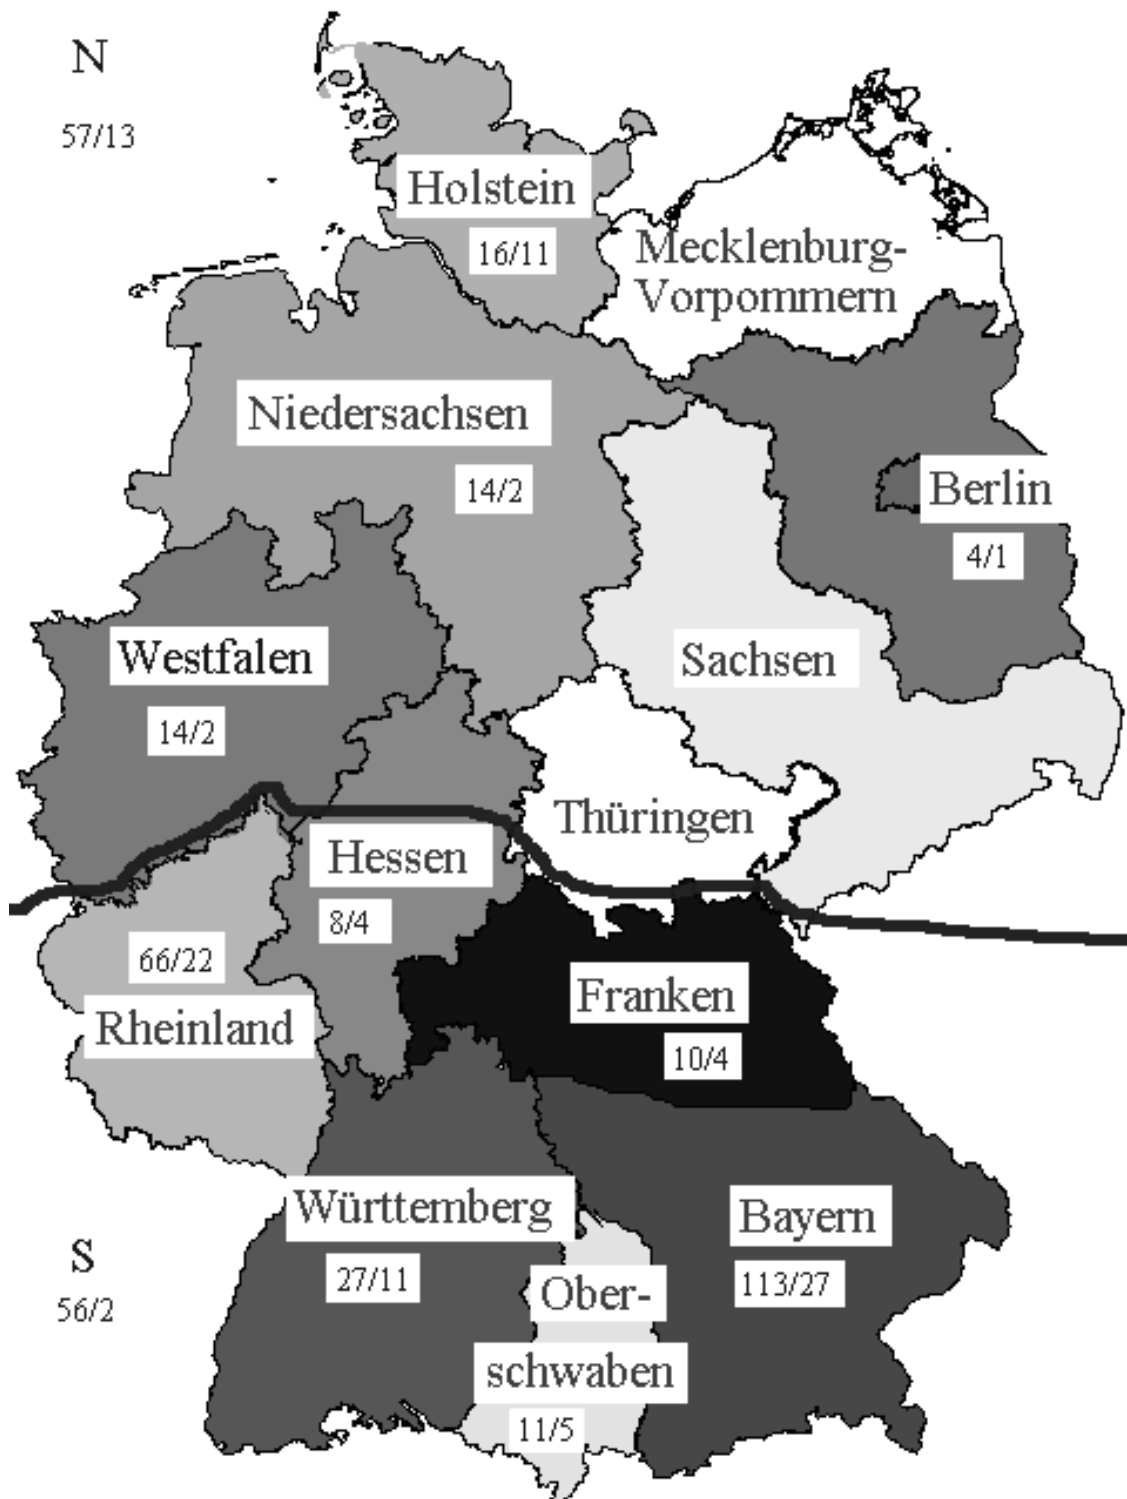 N
57/13
Holstein
16/11
Mecklenburg-
Vorpommern
Niedersachsen
14/2
Berlin
4/1
Westfalen
14/2
Sachsen
Thüringen
Hessen
8/4
66/22
Rheinland
Franken
10/4
Württemberg
27/11
Bayern
113/27
S
56/2
Ober-
schwaben
11/5